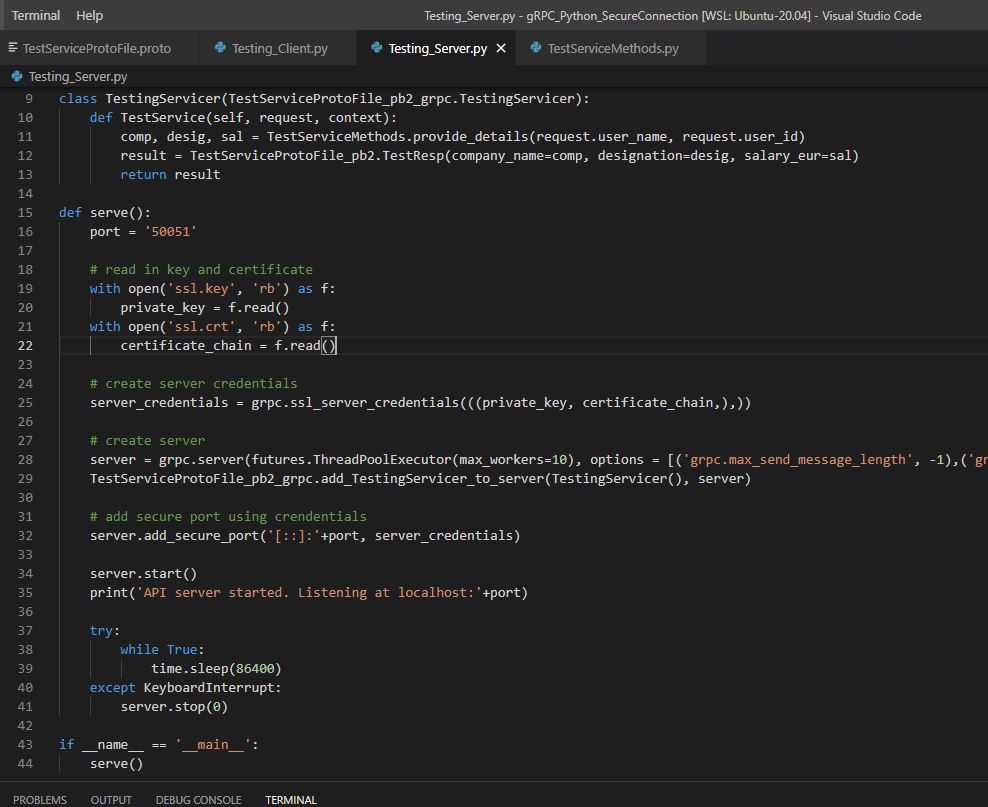 Terminal Help Testing_Server.py - gRPC_Python_SecureConnection [WSL: Ubuntu-20.04] - Visual Studio Code
TestServiceProtoFile.proto Testing_Client.py Testing_Server.py TestServiceMethods.py
Testing_Server.py
9 class TestingServicer(TestServiceProtoFile_pb2_grpc.TestingServicer):
10     def TestService(self, request, context):
11         comp, desig, sal = TestServiceMethods.provide_details(request.user_name, request.user_id)
12         result = TestServiceProtoFile_pb2.TestResp(company_name=comp, designation=desig, salary_eur=sal)
13         return result
14
15 def serve():
16     port = '50051'
17
18     # read in key and certificate
19     with open('ssl.key', 'rb') as f:
20         private_key = f.read()
21     with open('ssl.crt', 'rb') as f:
22         certificate_chain = f.read()
23
24     # create server credentials
25     server_credentials = grpc.ssl_server_credentials(((private_key, certificate_chain,),))
26
27     # create server
28     server = grpc.server(futures.ThreadPoolExecutor(max_workers=10), options = [('grpc.max_send_message_length', -1),('gr
29     TestServiceProtoFile_pb2_grpc.add_TestingServicer_to_server(TestingServicer(), server)
30
31     # add secure port using crendentials
32     server.add_secure_port('[::]:'+port, server_credentials)
33
34     server.start()
35     print('API server started. Listening at localhost:'+port)
36
37     try:
38         while True:
39             time.sleep(86400)
40     except KeyboardInterrupt:
41         server.stop(0)
42
43 if __name__ == '__main__':
44     serve()
PROBLEMS OUTPUT DEBUG CONSOLE TERMINAL